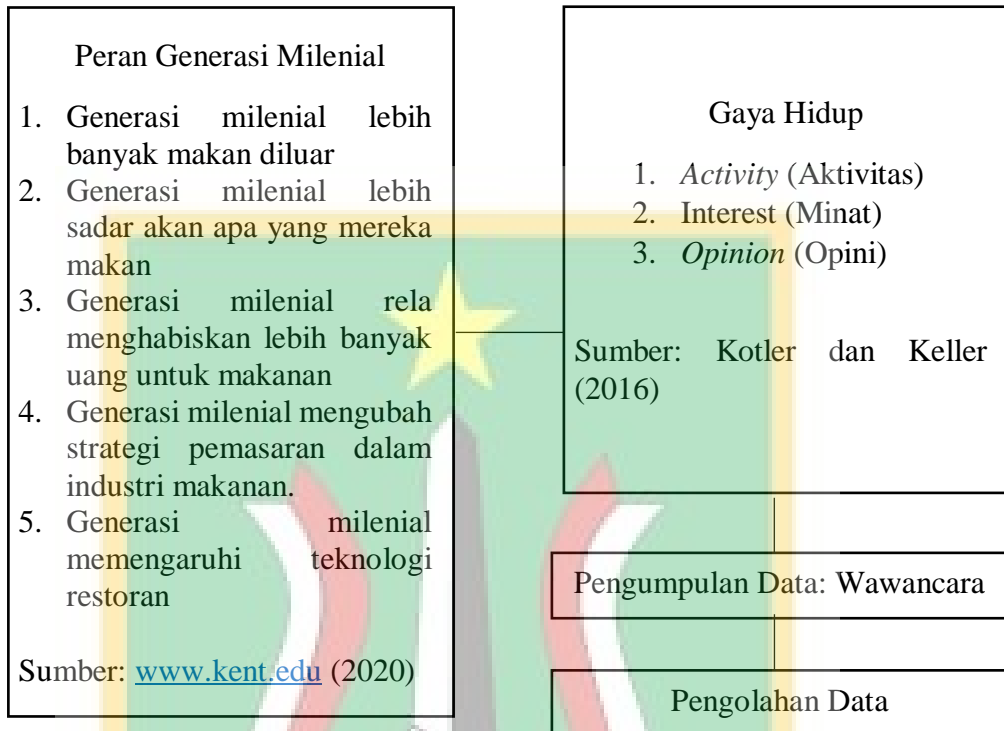 Peran Generasi Milenial
1. Generasi milenial lebih
banyak makan diluar
2. Generasi milenial lebih
sadar akan apa yang mereka
makan
3. Generasi milenial rela
menghabiskan lebih banyak
uang untuk makanan
4. Generasi milenial mengubah
strategi pemasaran dalam
industri makanan.
5. Generasi milenial
memengaruhi teknologi
restoran
Sumber: www.kent.edu (2020)
Gaya Hidup
1. Activity (Aktivitas)
2. Interest (Minat)
3. Opinion (Opini)
Sumber: Kotler dan Keller
(2016)
Pengumpulan Data: Wawancara
Pengolahan Data